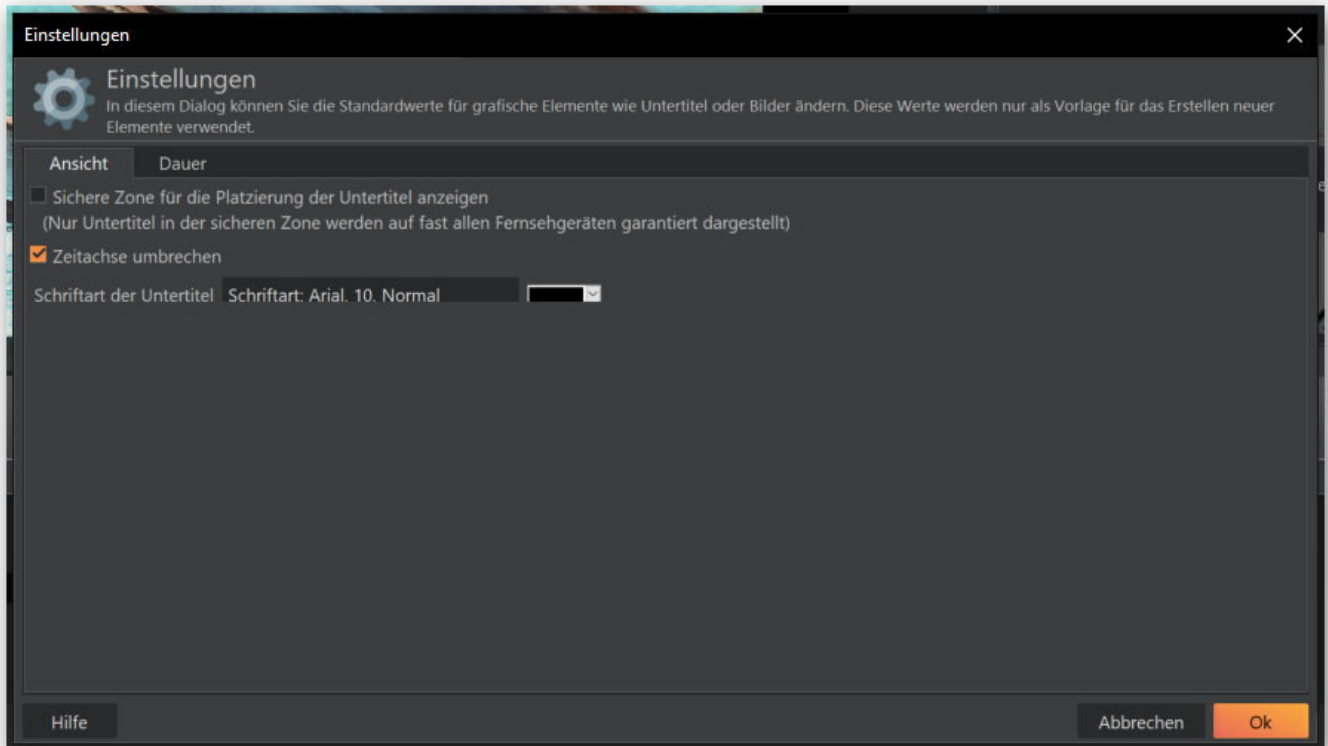 Einstellungen
Einstellungen
In diesem Dialog können Sie die Standardwerte für grafische Elemente wie Untertitel oder Bilder ändern. Diese Werte werden nur als Vorlage für das Erstellen neuer
Elemente verwendet.
Ansicht Dauer
Sichere Zone für die Platzierung der Untertitel anzeigen
(Nur Untertitel in der sicheren Zone werden auf fast allen Fernsehgeräten garantiert dargestellt)
Zeitachse umbrechen
Schriftart der Untertitel Schriftart: Arial, 10, Normal
Hilfe Abbrechen Ok